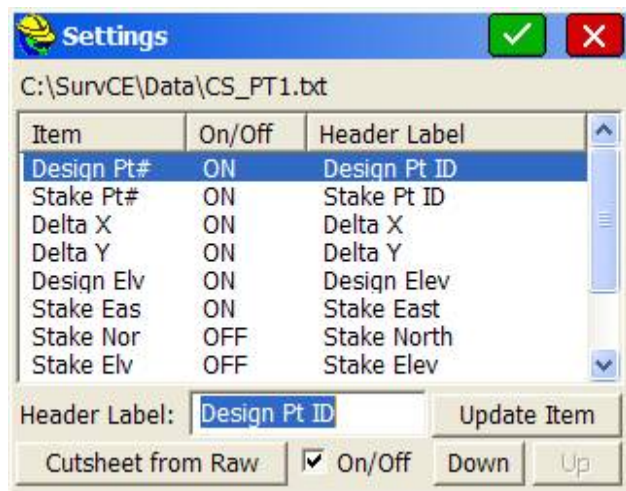 Settings
C:\SurvCE\Data\CS_PT1.txt
Item On/Off Header Label
Design Pt# ON Design Pt ID
Stake Pt# ON Stake Pt ID
Delta X ON Delta X
Delta Y ON Delta Y
Design Elv ON Design Elev
Stake Eas ON Stake East
Stake Nor OFF Stake North
Stake Elv OFF Stake Elev
Header Label: Design Pt ID Update Item
Cutsheet from Raw On/Off Down Up